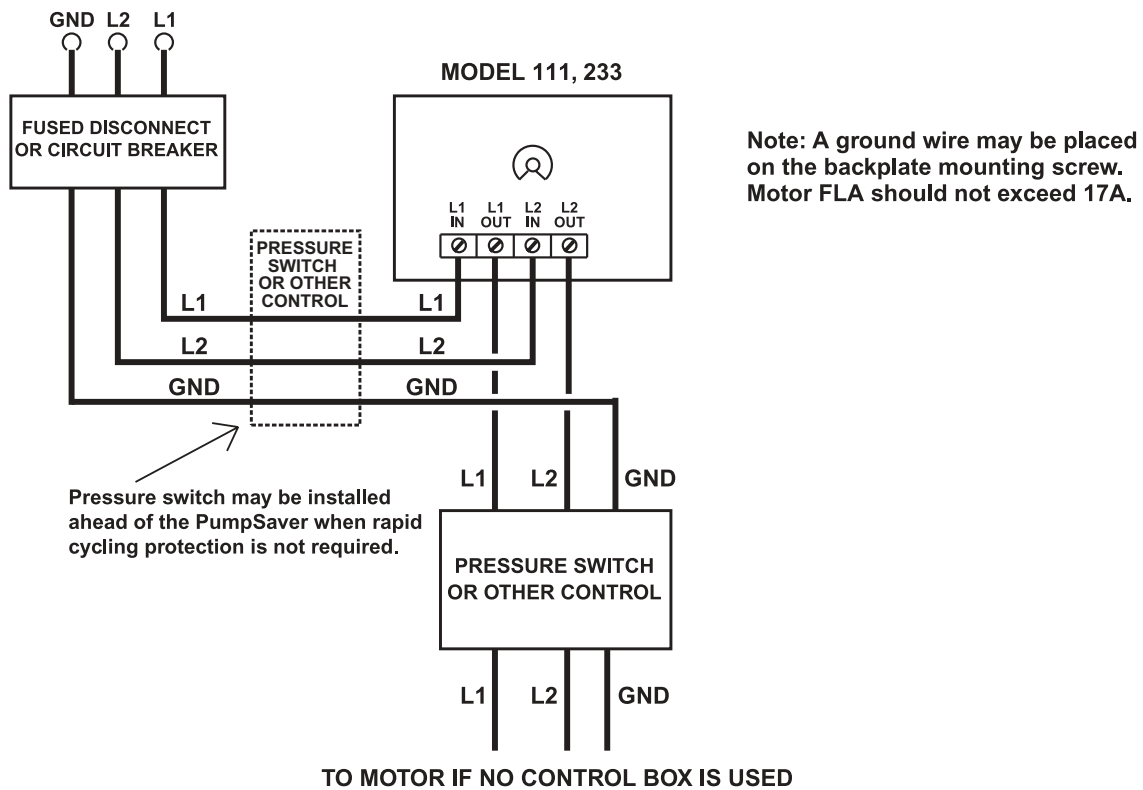 GND L2 L1
MODEL 111, 233
FUSED DISCONNECT
OR CIRCUIT BREAKER
Note: A ground wire may be placed
on the backplate mounting screw.
Motor FLA should not exceed 17A.
L1 L1 L2 L2
IN OUT IN OUT
PRESSURE
SWITCH
OR OTHER
CONTROL
L1 L1
L2 L2
GND GND
Pressure switch may be installed
ahead of the PumpSaver when rapid
cycling protection is not required.
L1 L2 GND
PRESSURE SWITCH
OR OTHER CONTROL
L1 L2 GND
TO MOTOR IF NO CONTROL BOX IS USED